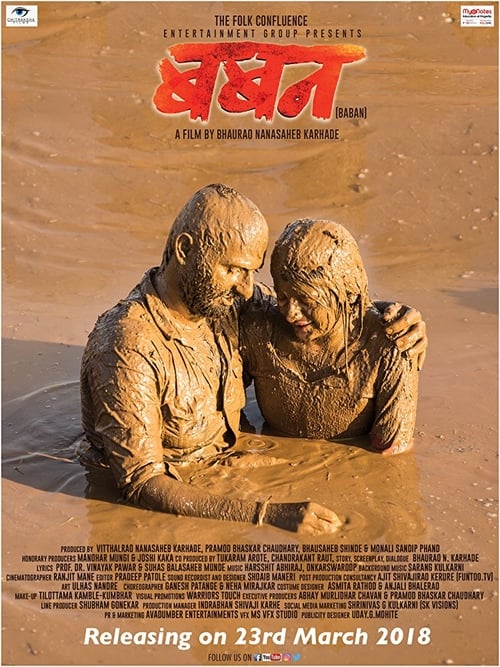 CHITRAKSHA
FILMS
MyaNotes
THE FOLK CONFLUENCE
ENTERTAINMENT GROUP PRESENTS
बबन
(BABAN)
A FILM BY BHAURAO NANASAHEB KARHADE
PRODUCED BY VITTHALRAO NANASAHEB KARHADE, PRAMOD BHASKAR CHAUDHARY, BHAUSAHEB SHINDE & MONALI SANDIP PHAND
HONORARY PRODUCERS MANOHAR MUNGI & JOSHI KAKA CO PRODUCED BY TUKARAM AROTE, CHANDRAKANT RAUT, STORY, SCREENPLAY, DIALOGUE BHAURAO N. KARHADE
LYRICS PROF. DR. VINAYAK PAWAR & SUHAS BALASAHEB MUNDE MUSIC BY HARSSHIT ABHIRAJ, ONKARSWAROOP BACKGROUND MUSIC BY SARANG KULKARNI
CINEMATOGRAPHER RANJIT MANE EDITOR PRADEEP PATOLE SOUND RECORDIST AND DESIGNER SHOAIB MANERI POST PRODUCTION CONSULTANCY AJIT SHIVAJIRAO KERURE (FUNTOO.TV)
ART ULHAS NANDRE CHOREOGRAPHER GANESH PATANGE & NEHA MIRAJKAR COSTUME DESIGNER ASMITA RATHOD & ANJALI BHALERAO
MAKE-UP TILOTTAMA KAMBLE-KUMBHAR VISUAL PROMOTIONS WARRIORS TOUCH EXECUTIVE PRODUCERS ABHAY MURLIDHAR CHAVAN & PRAMOD BHASKAR CHAUDHARY
LINE PRODUCER SHUBHAM GONEKAR PRODUCTION MANAGER INDRABHAN SHIVAJI KARHE SOCIAL MEDIA MARKETING SHRINIVAS G KULKARNI (SK VISIONS)
PR & MARKETING AVADUMBER ENTERTAINMENTS VFX MS VFX STUDIO PUBLICITY DESIGNER UDAY.G.MOHITE
Releasing on 23rd March 2018
FOLLOW US ON